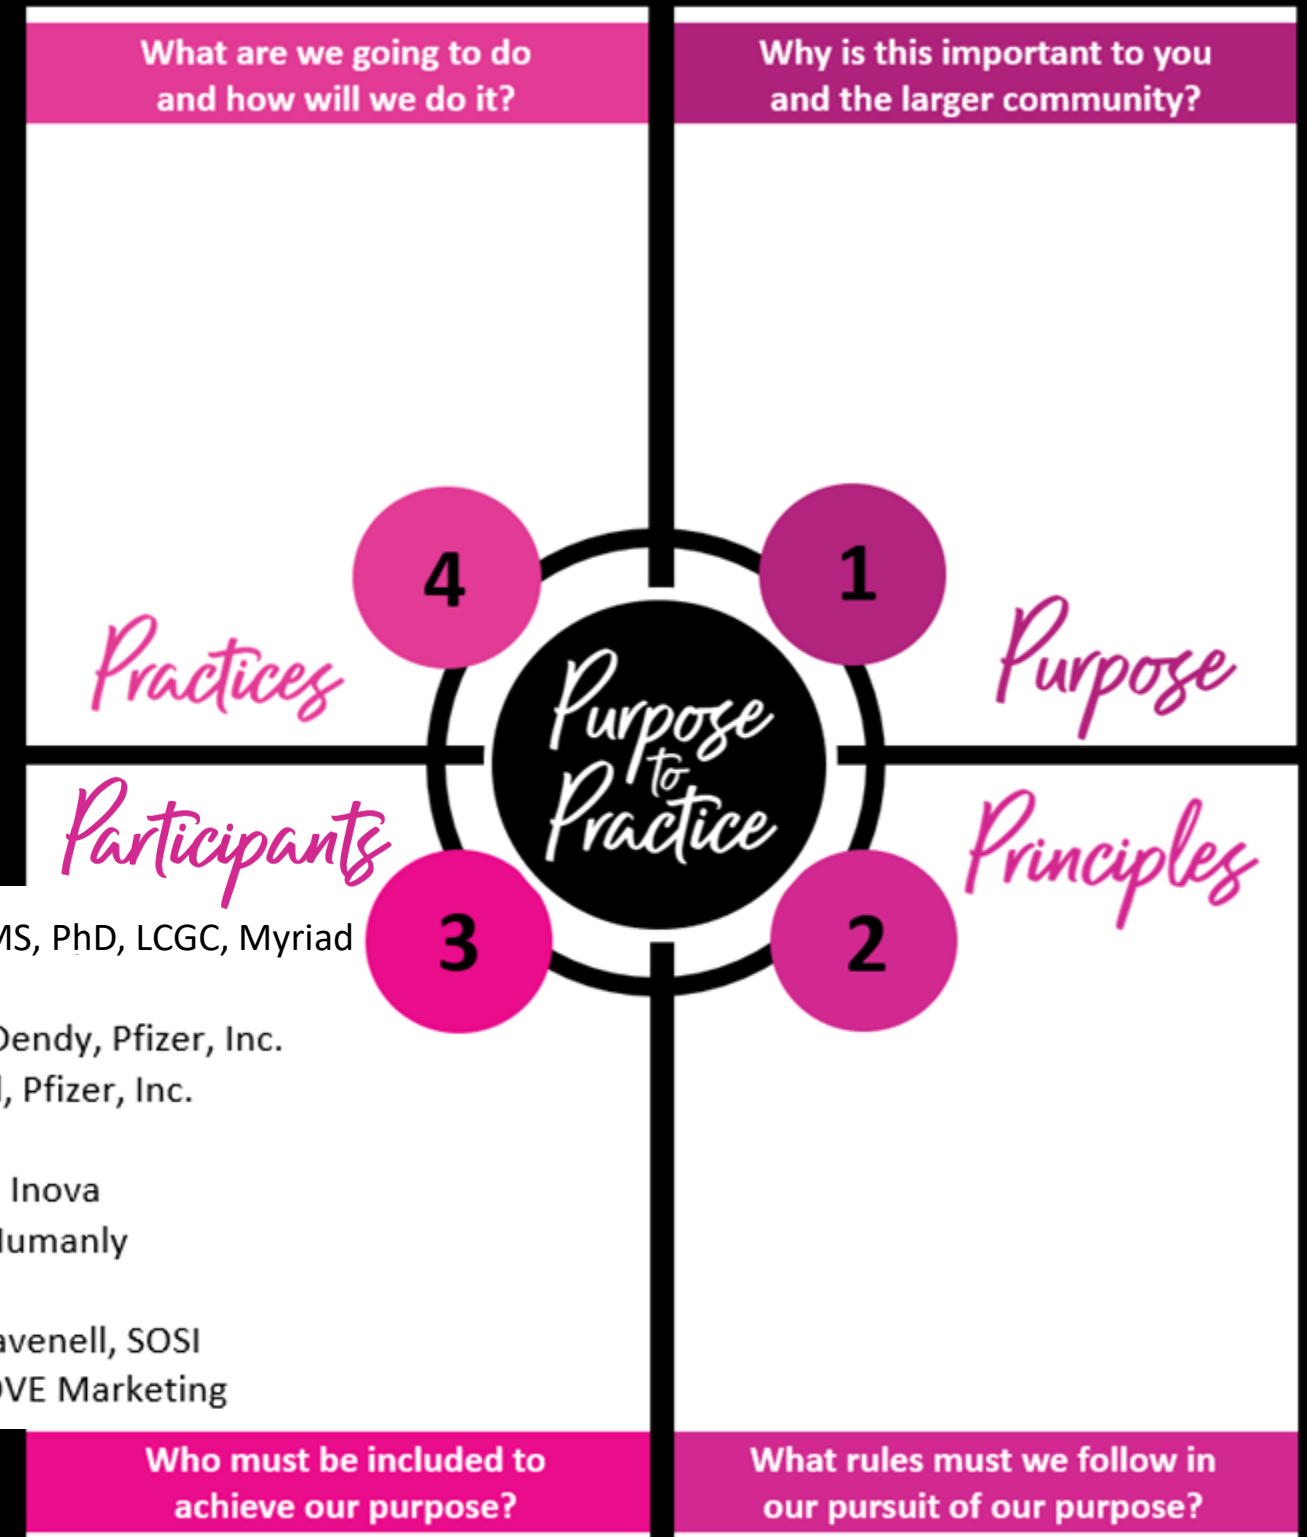 What are we going to do
and how will we do it?
Why is this important to you
and the larger community?
4
1
Practices
Purpose
Purpose
to
Practice
Participants
Principles
3
2
MS, PhD, LCGC, Myriad
Dendy, Pfizer, Inc.
, Pfizer, Inc.
Inova
Humanly
avenell, SOSI
OVE Marketing
Who must be included to
achieve our purpose?
What rules must we follow in
our pursuit of our purpose?